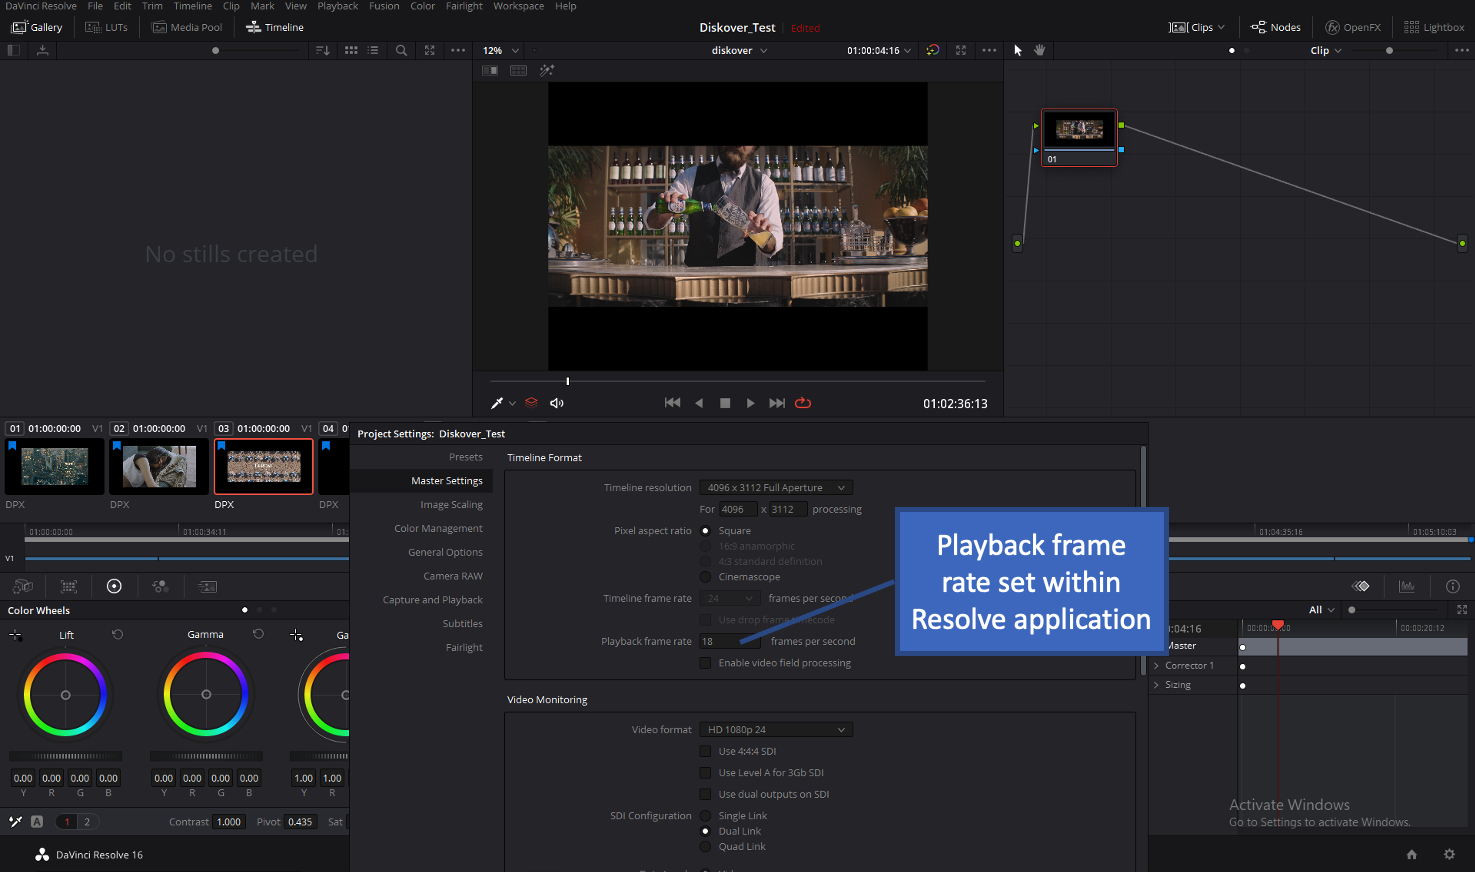 DaVinci Resolve File Edit Trim Timeline Clip Mark View Playback Fusion Color Fairlight Workspace Help
Gallery LUTs Media Pool Timeline Diskover_Test Edited Clips Nodes OpenFX Lightbox
12% diskover 01:00:04:16 Clip
No stills created
01
01:02:36:13
01 01:00:00:00 V1 02 01:00:00:00 V1 03 01:00:00:00 V1 04 0
DPX DPX DPX DPX
01:00:00:00 01:00:34:11 01: 01:04:35:16 01:05:10:03
V1
Project Settings: Diskover_Test
Presets
Master Settings
Image Scaling
Color Management
General Options
Camera RAW
Capture and Playback
Subtitles
Fairlight
Timeline Format
Timeline resolution 4096 x 3112 Full Aperture
For 4096 x 3112 processing
Pixel aspect ratio Square
16:9 anamorphic
4:3 standard definition
Cinemascope
Timeline frame rate 24 frames per second
Use drop frame timecode
Playback frame rate 18 frames per second
Enable video field processing
Playback frame
rate set within
Resolve application
Video Monitoring
Video format HD 1080p 24
Use 4:4:4 SDI
Use Level A for 3Gb SDI
Use dual outputs on SDI
SDI Configuration Single Link
Dual Link
Quad Link
Color Wheels
Lift Gamma Ga
0.00 0.00 0.00 0.00 0.00 0.00 0.00 0.00 1.00 1.00
Y R G B Y R G B Y R
A 1 2 Contrast 1.000 Pivot 0.435 Sat
All
:04:16 00:00:00:00 00:00:20:12
Master
Corrector 1
Sizing
Activate Windows
Go to Settings to activate Windows.
DaVinci Resolve 16